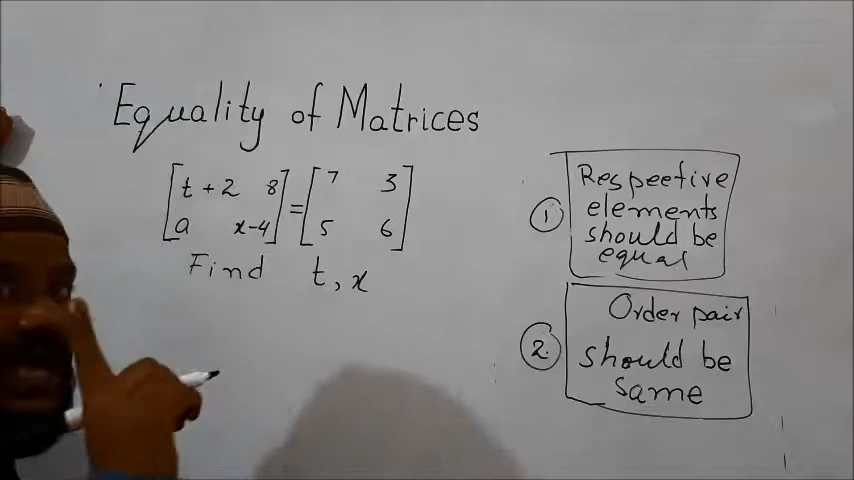 Equality of Matrices
[t + 2 8] = [7 3]
[a x-4] [5 6]
Find t, x
1 Respective
elements
should be
equal
2. Order pair
should be
same